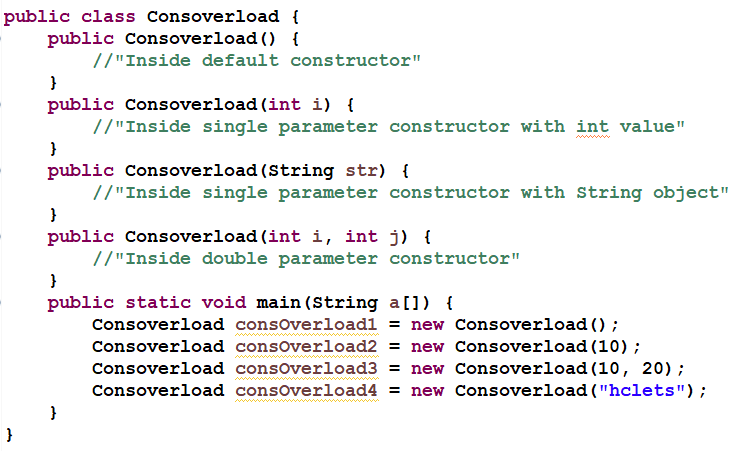 public class Consoverload {
public Consoverload() {
//"Inside default constructor"
}
public Consoverload(int i) {
//"Inside single parameter constructor with int value"
}
public Consoverload(String str) {
//"Inside single parameter constructor with String object"
}
public Consoverload(int i, int j) {
//"Inside double parameter constructor"
}
public static void main(String a[]) {
Consoverload consOverload1 = new Consoverload();
Consoverload consOverload2 = new Consoverload(10);
Consoverload consOverload3 = new Consoverload(10, 20);
Consoverload consOverload4 = new Consoverload("hclets");
}
}